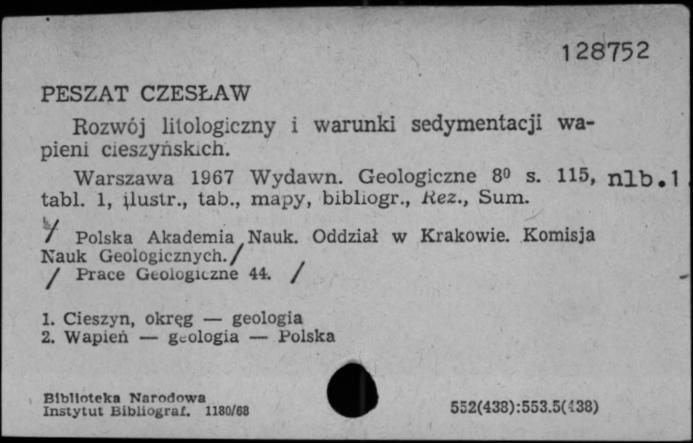 128752
PESZAT CZESŁAW
Rozwój litologiczny i warunki sedymentacji wa-
pieni cieszyńskich.
Warszawa 1967 Wydawn. Geologiczne 8⁰ s. 115, nlb.1
tabl. 1, ilustr., tab., mapy, bibliogr., Rez., Sum.
/ Polska Akademia Nauk. Oddział w Krakowie. Komisja
Nauk Geologicznych./
/ Prace Geologiczne 44. /
1. Cieszyn, okręg — geologia
2. Wapień — geologia — Polska
Biblioteka Narodowa
Instytut Bibliograf. 1180/68
552(438):553.5(438)